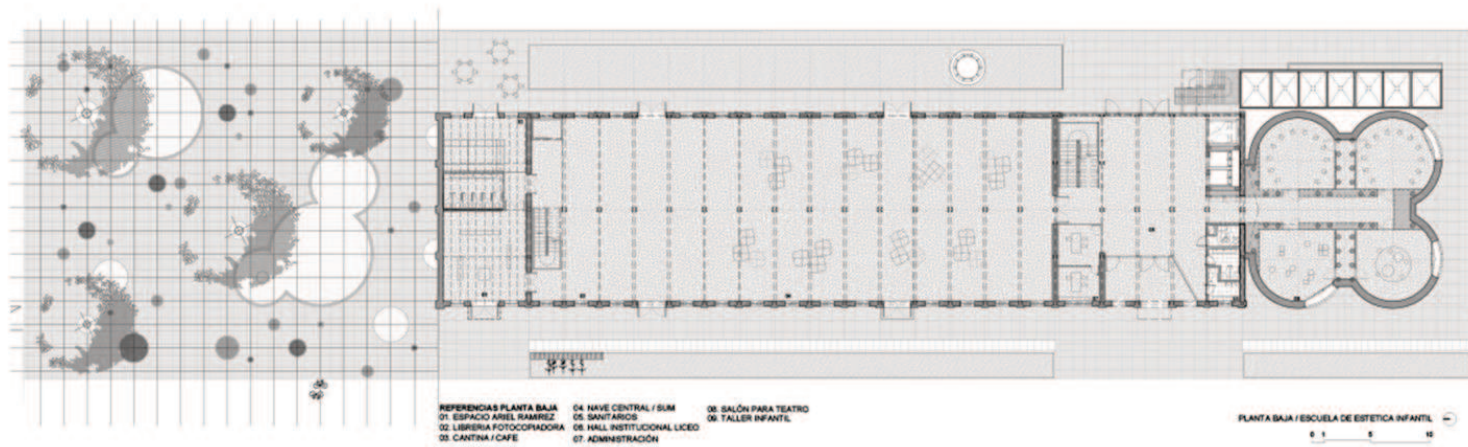 REFERENCIAS PLANTA BAJA
01. ESPACIO ARIEL RAMIREZ
02. LIBRERIA FOTOCOPIADORA
03. CANTINA / CAFE
04. NAVE CENTRAL / SUM
05. SANITARIOS
06. HALL INSTITUCIONAL LICEO
07. ADMINISTRACIÓN
08. SALÓN PARA TEATRO
09. TALLER INFANTIL
PLANTA BAJA / ESCUELA DE ESTETICA INFANTIL
0 1 5 10